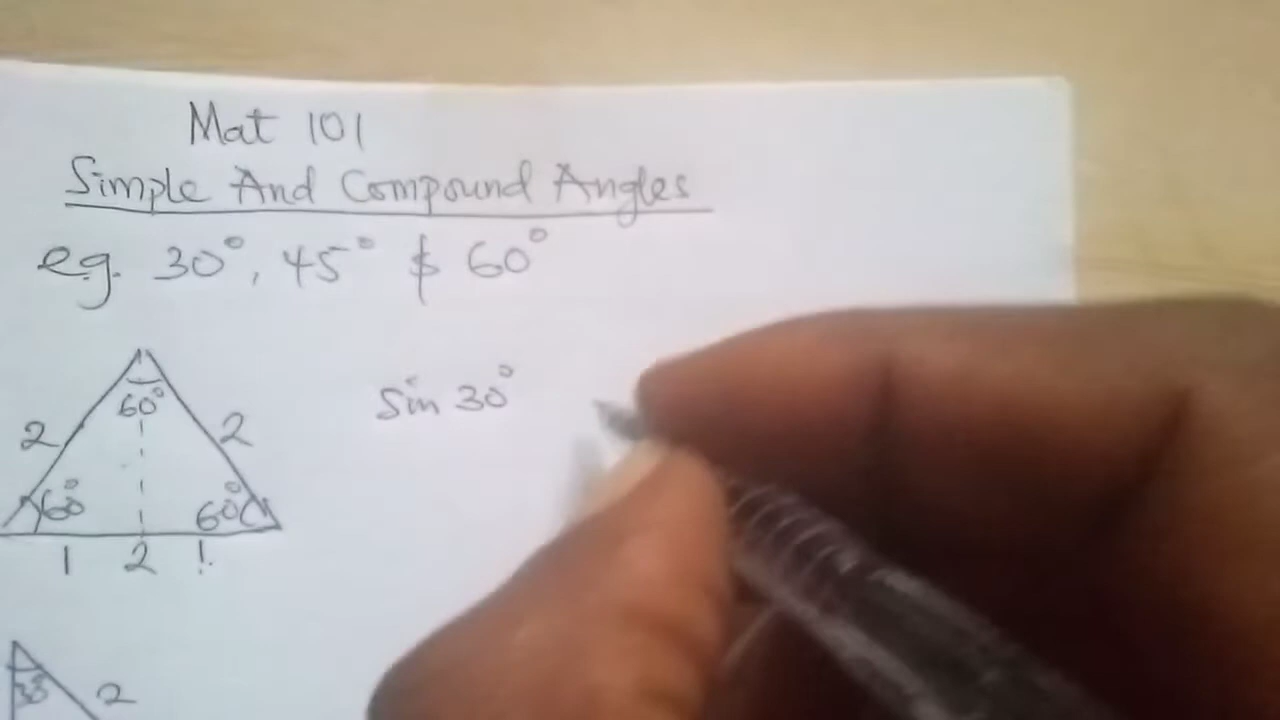 Mat 101
Simple And Compound Angles
e.g. 30°, 45° $ 60°
60°
Sin 30°
2 2
60° 60°
1 2 1
30° 2